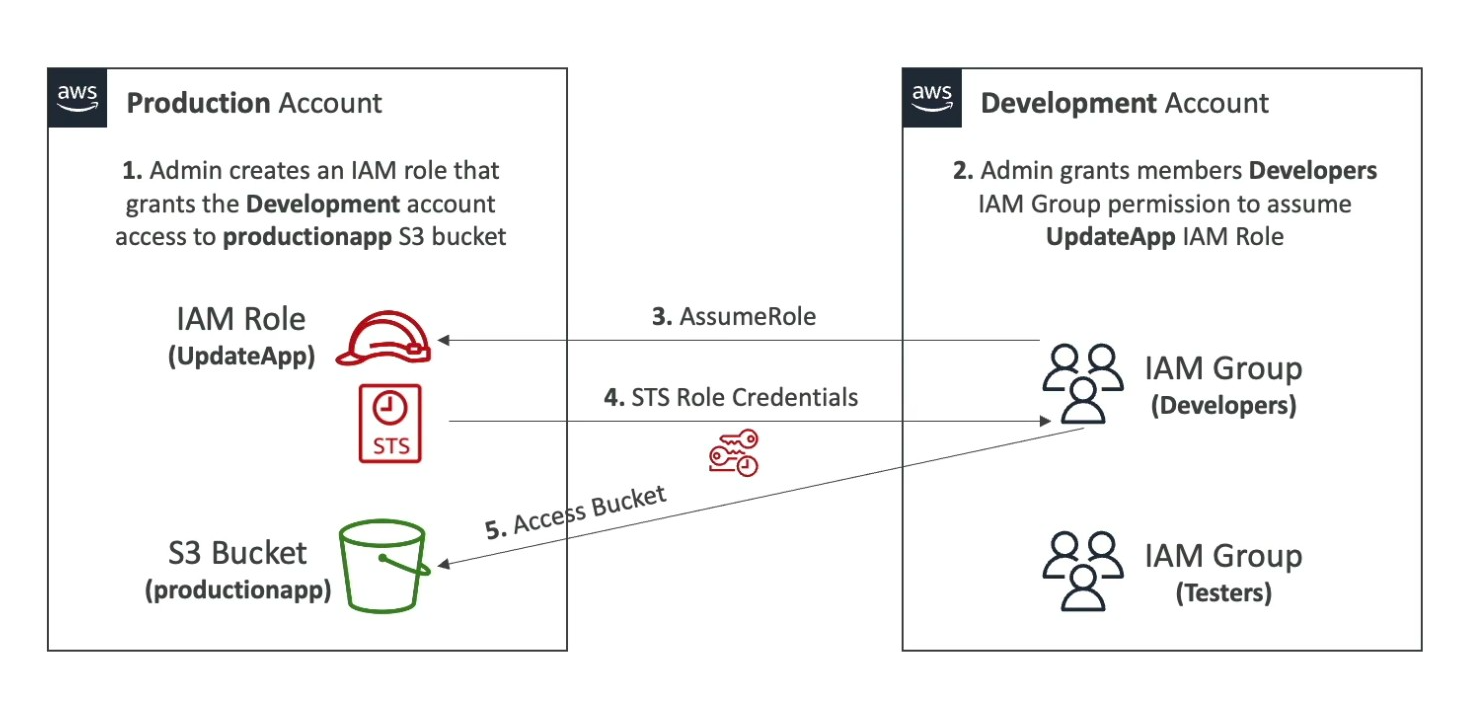 aws
Production Account
1. Admin creates an IAM role that
grants the Development account
access to productionapp S3 bucket
IAM Role
(UpdateApp)
STS
S3 Bucket
(productionapp)
3. AssumeRole
4. STS Role Credentials
5. Access Bucket
aws
Development Account
2. Admin grants members Developers
IAM Group permission to assume
UpdateApp IAM Role
IAM Group
(Developers)
IAM Group
(Testers)